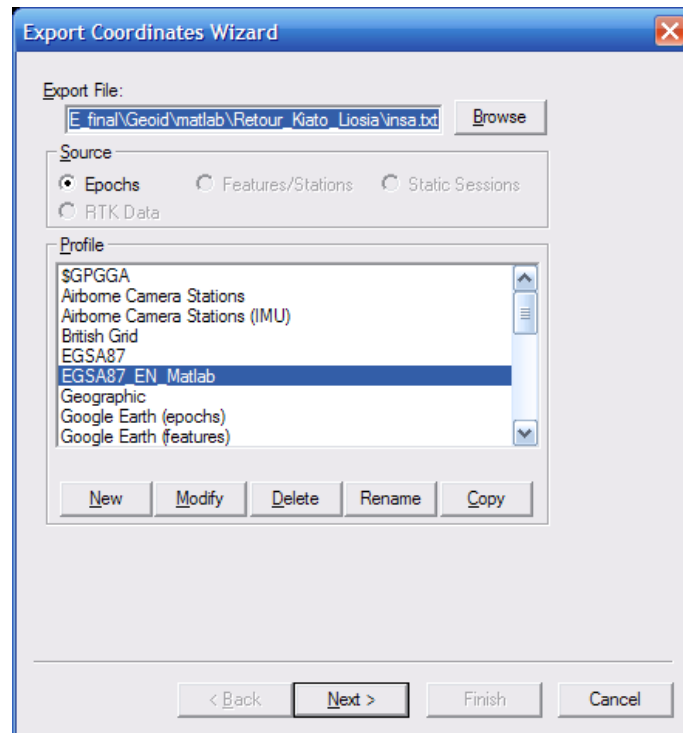 Export Coordinates Wizard
Export File:
E_final\Geoid\matlab\Retour_Kiato_Liosia\insa.txt
Browse
Source
Epochs Features/Stations Static Sessions
RTK Data
Profile
$GPGGA
Airborne Camera Stations
Airborne Camera Stations (IMU)
British Grid
EGSA87
EGSA87_EN_Matlab
Geographic
Google Earth (epochs)
Google Earth (features)
New Modify Delete Rename Copy
< Back Next > Finish Cancel